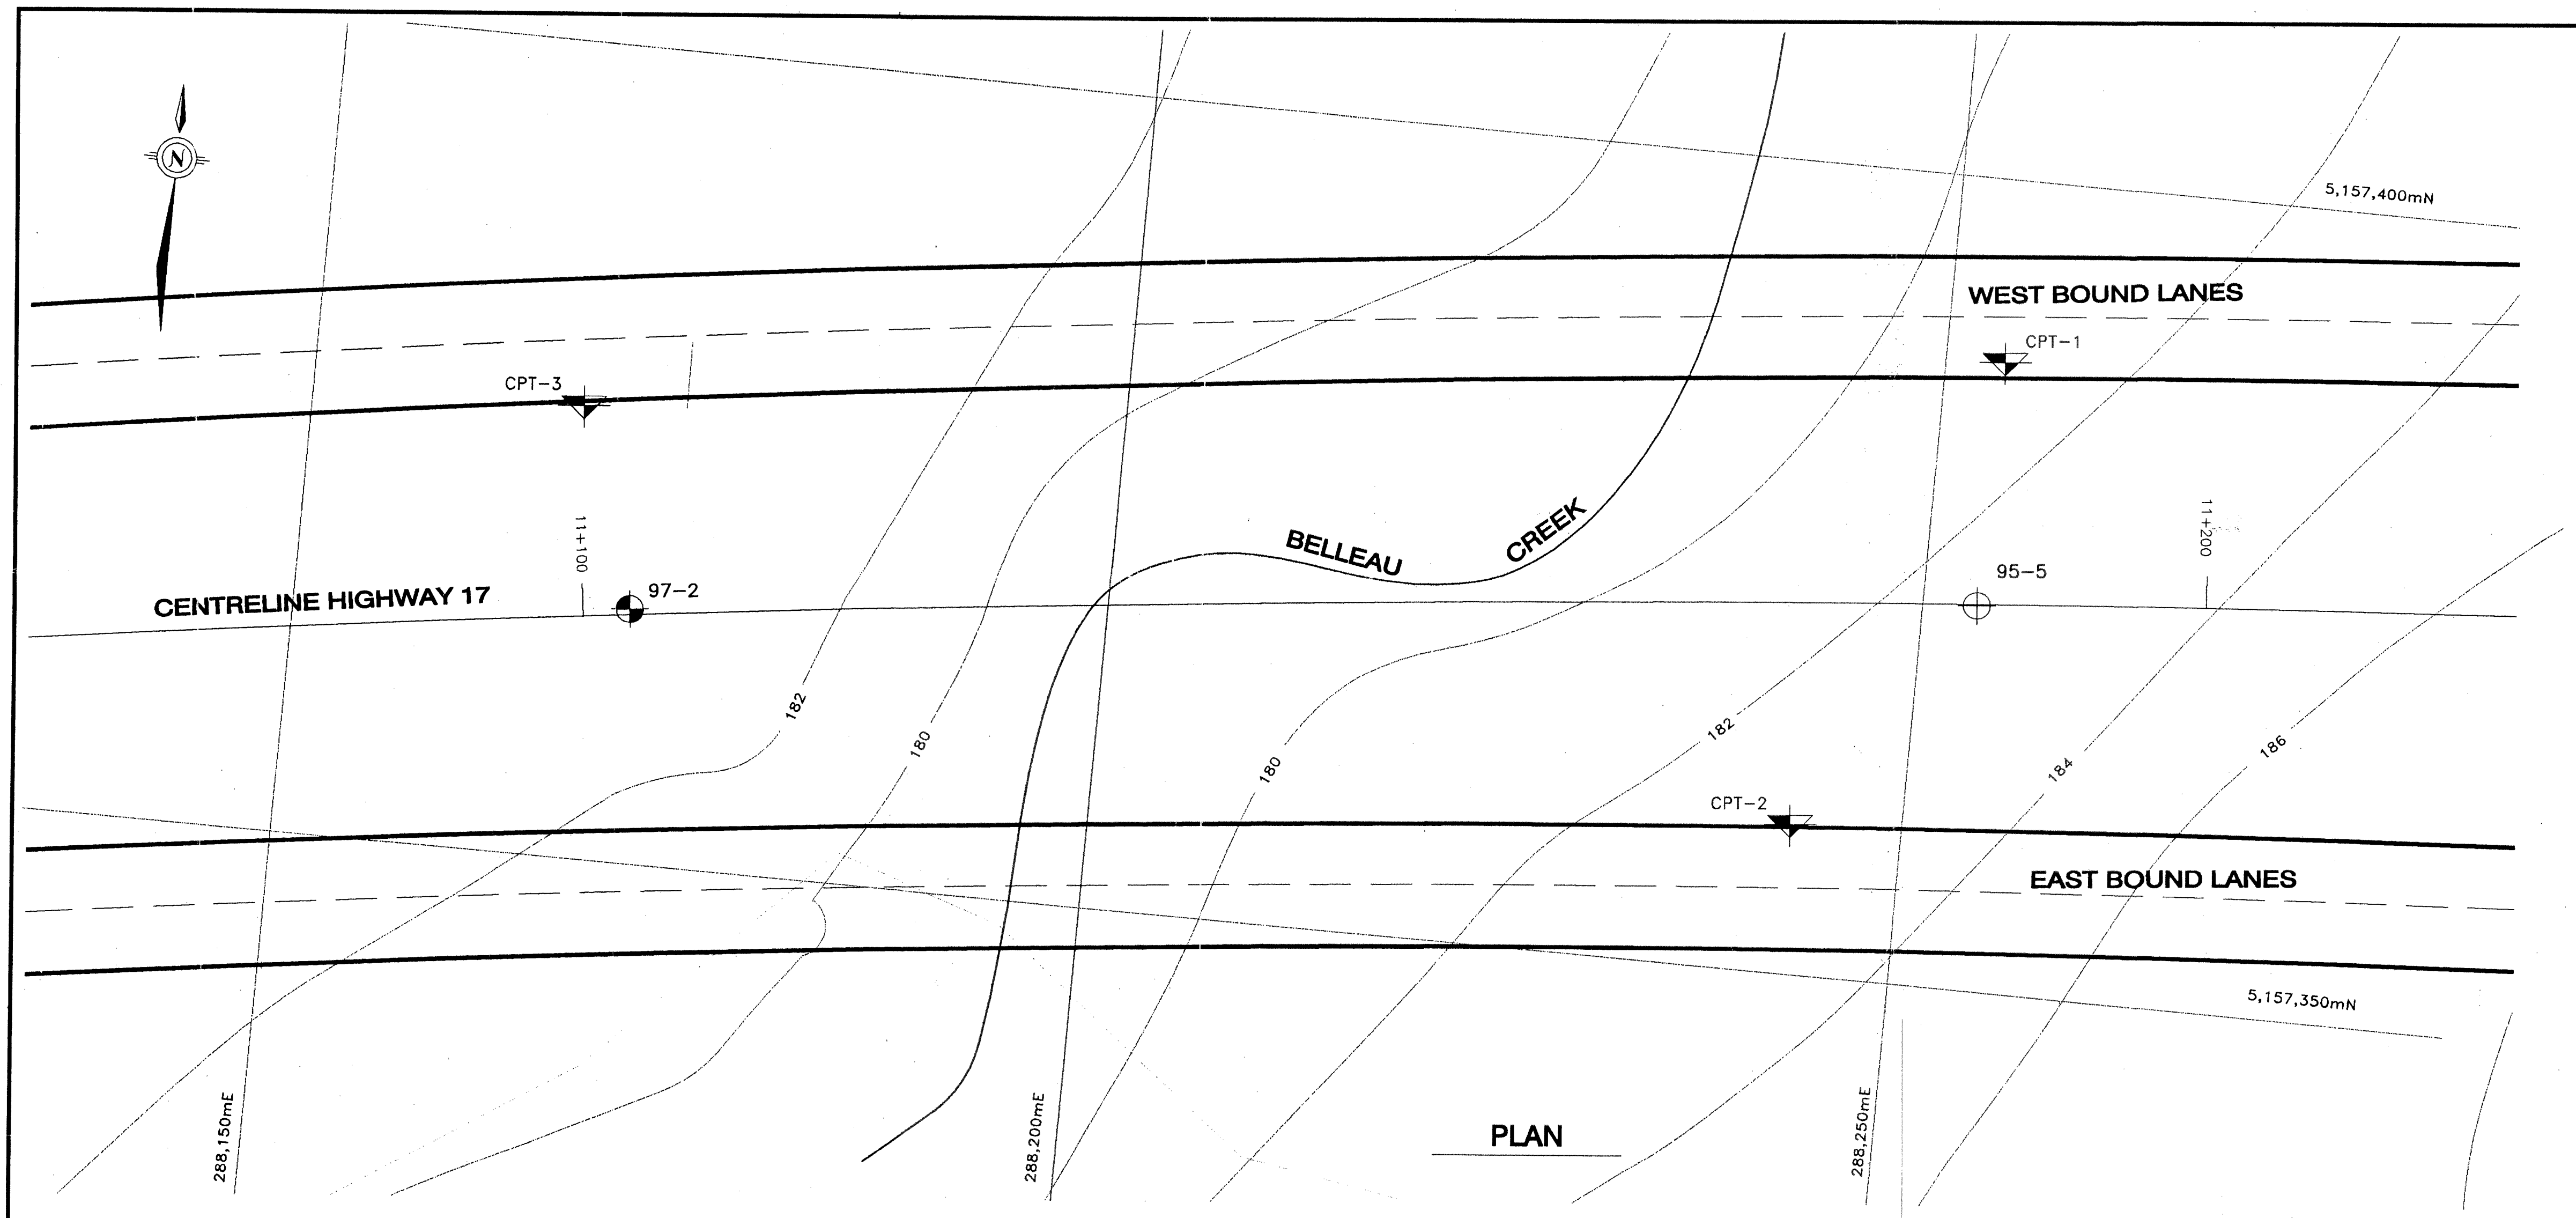 N
5,157,400mN
WEST BOUND LANES
CPT-1
CPT-3
11+100
11+200
BELLEAU CREEK
95-5
97-2
CENTRELINE HIGHWAY 17
182
180
182
180
184
186
CPT-2
EAST BOUND LANES
5,157,350mN
288,150mE
288,200mE
288,250mE
PLAN